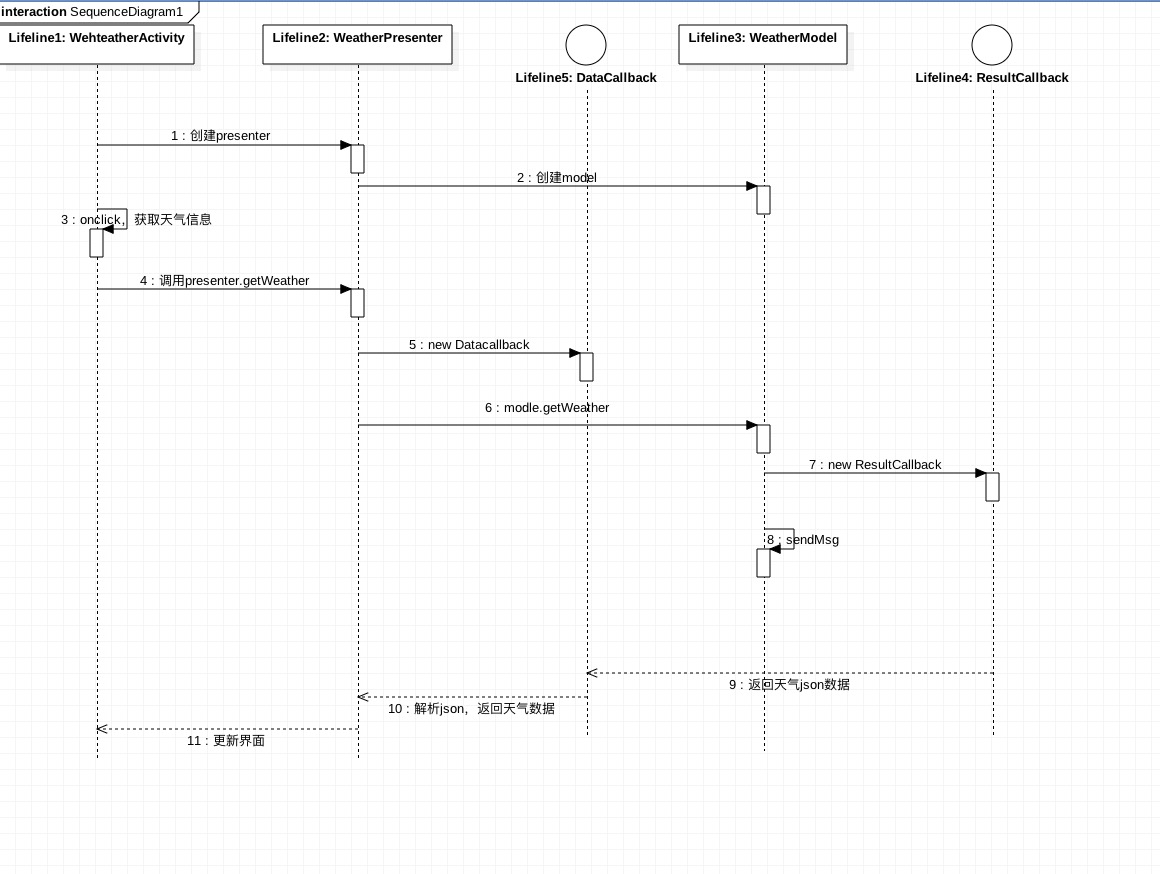 interaction SequenceDiagram1
Lifeline1: WehteatherActivity
Lifeline2: WeatherPresenter
Lifeline3: WeatherModel
Lifeline5: DataCallback
Lifeline4: ResultCallback
1 : 创建presenter
2 : 创建model
3 : onclick，获取天气信息
4 : 调用presenter.getWeather
5 : new Datacallback
6 : modle.getWeather
7 : new ResultCallback
8 : sendMsg
9 : 返回天气json数据
10 : 解析json，返回天气数据
11 : 更新界面